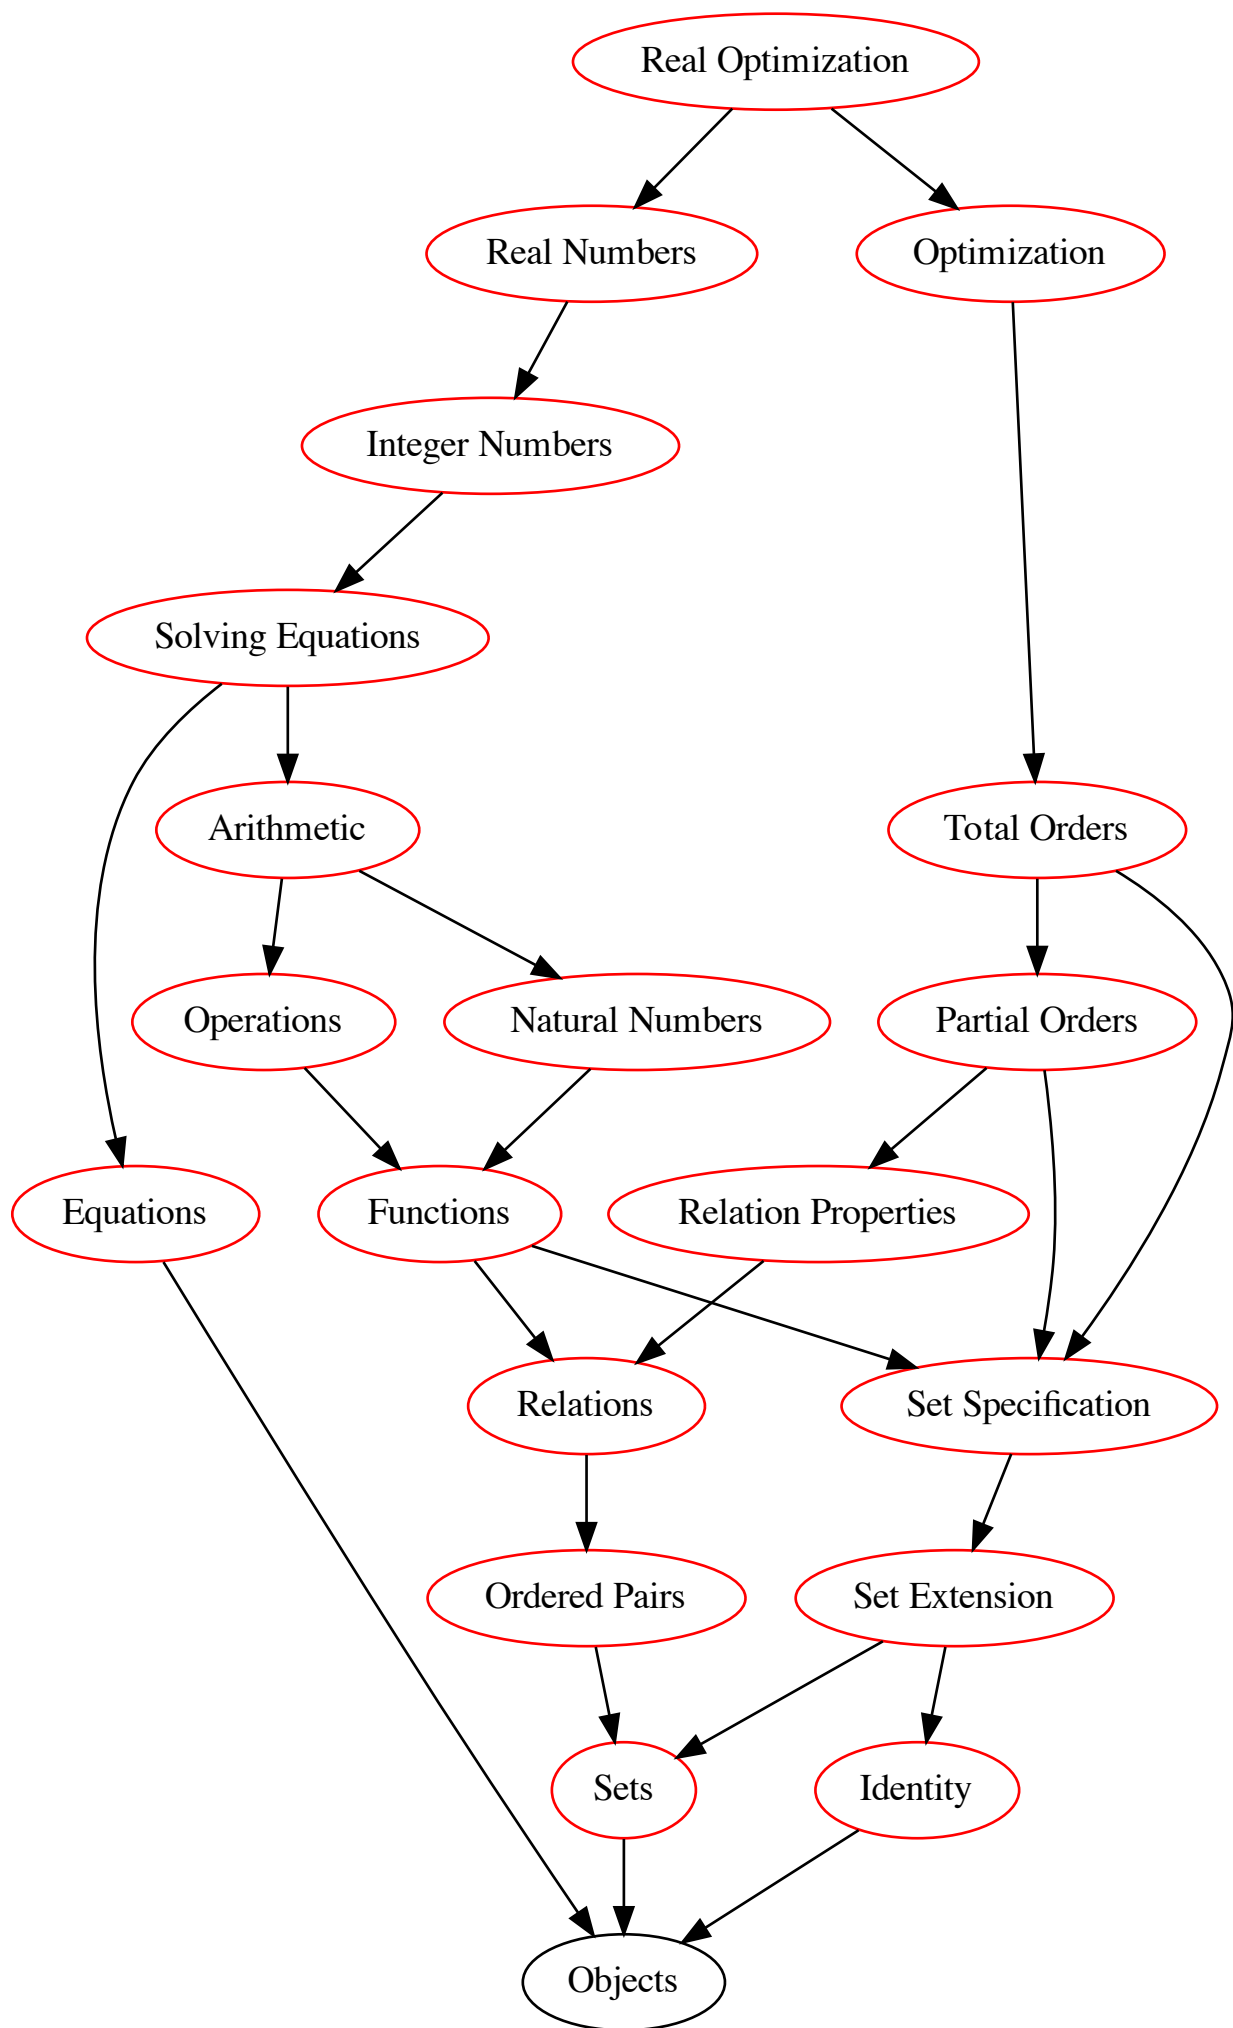 Real Optimization
Real Numbers
Optimization
Integer Numbers
Solving Equations
Arithmetic
Total Orders
Operations
Natural Numbers
Partial Orders
Equations
Functions
Relation Properties
Relations
Set Specification
Ordered Pairs
Set Extension
Sets
Identity
Objects